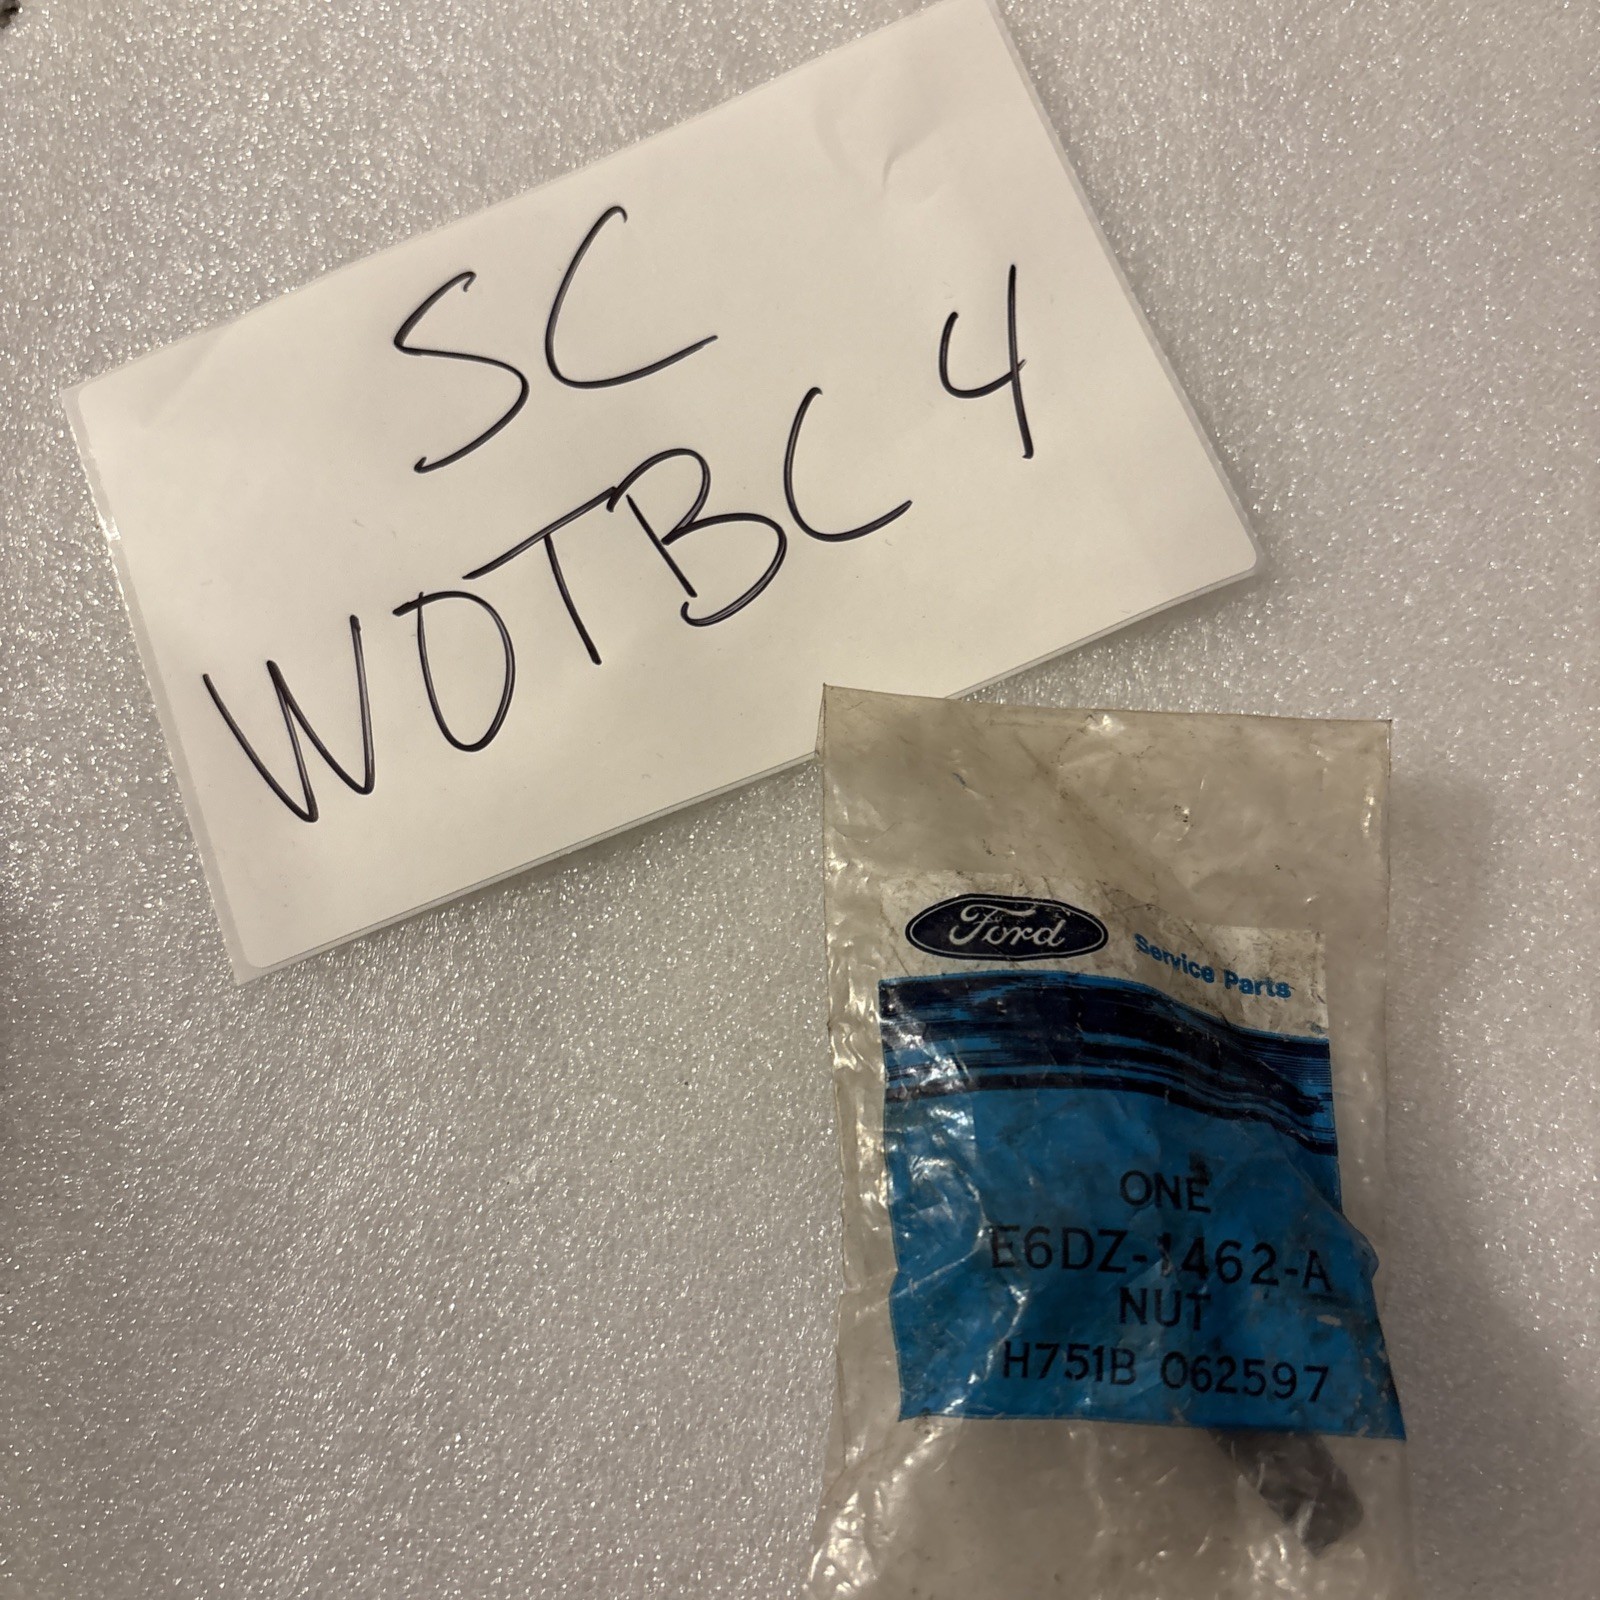 SC
WOTBC 4
Ford Service Parts
ONE
E6DZ-1462-A
NUT
H751B 062597